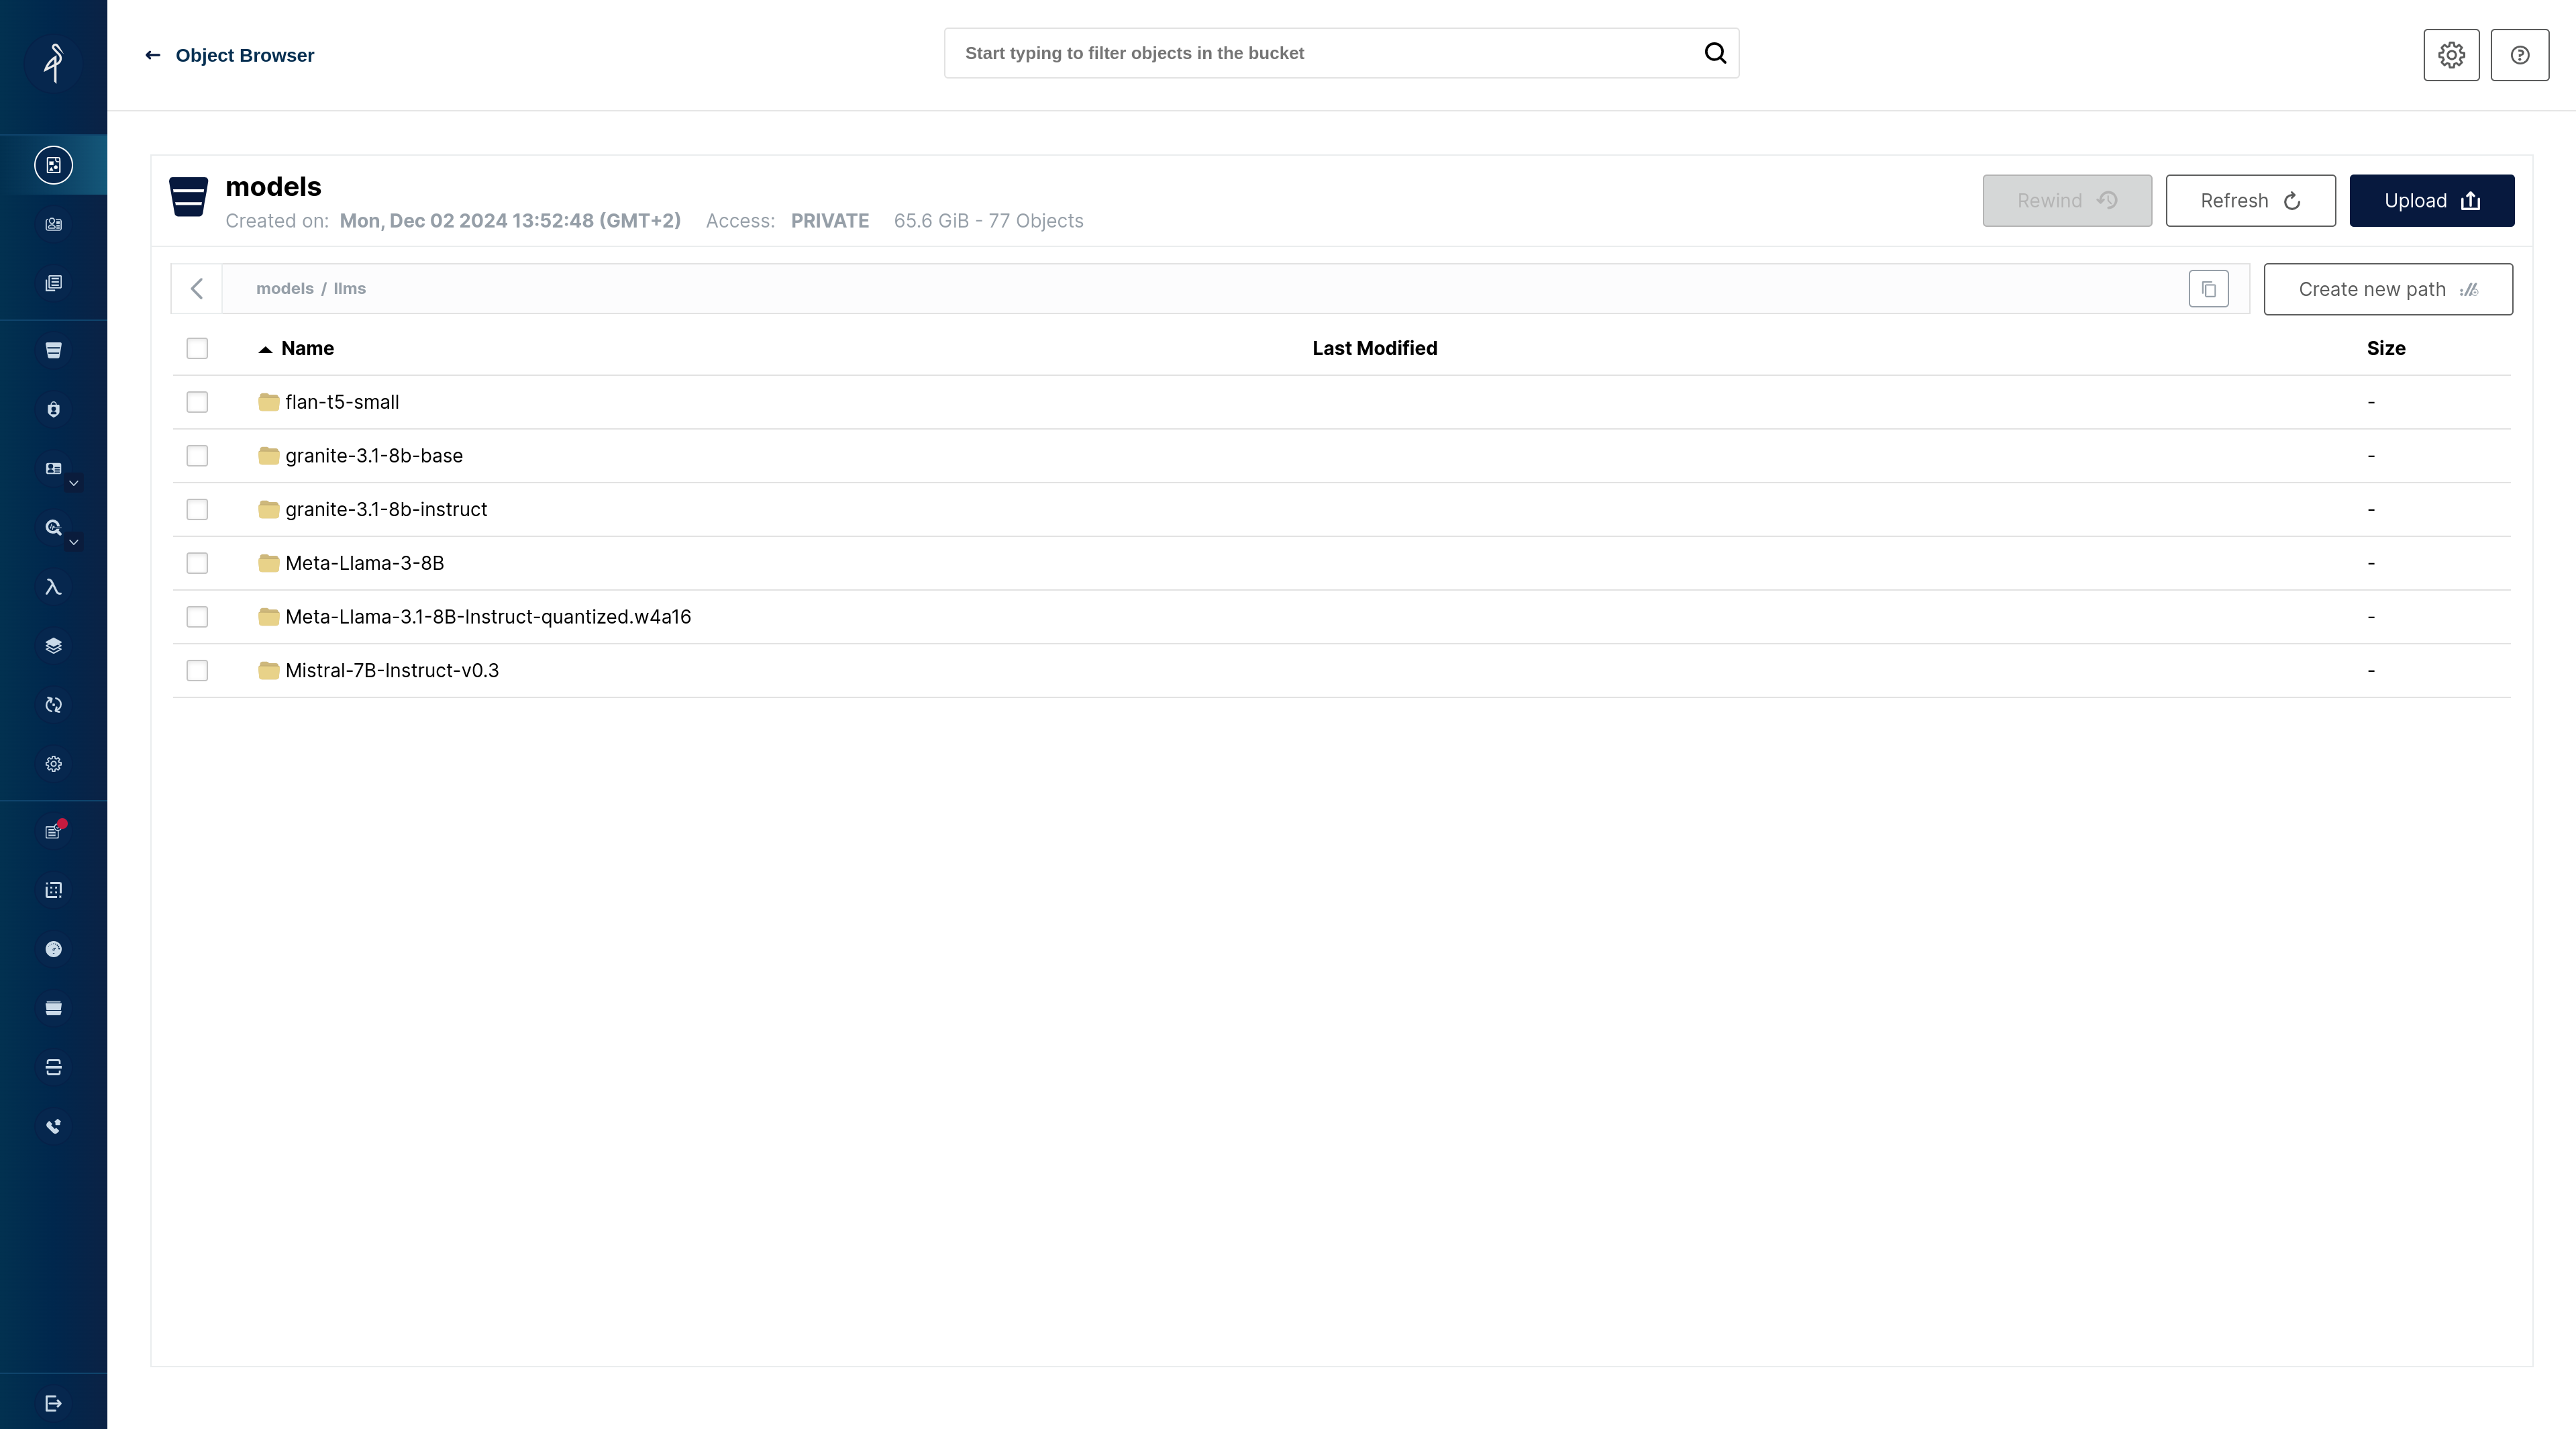 Object Browser
Start typing to filter objects in the bucket
models
Created on: Mon, Dec 02 2024 13:52:48 (GMT+2) Access: PRIVATE 65.6 GiB - 77 Objects
Rewind
Refresh
Upload
models / llms
Create new path
Name Last Modified Size
flan-t5-small -
granite-3.1-8b-base -
granite-3.1-8b-instruct -
Meta-Llama-3-8B -
Meta-Llama-3.1-8B-Instruct-quantized.w4a16 -
Mistral-7B-Instruct-v0.3 -